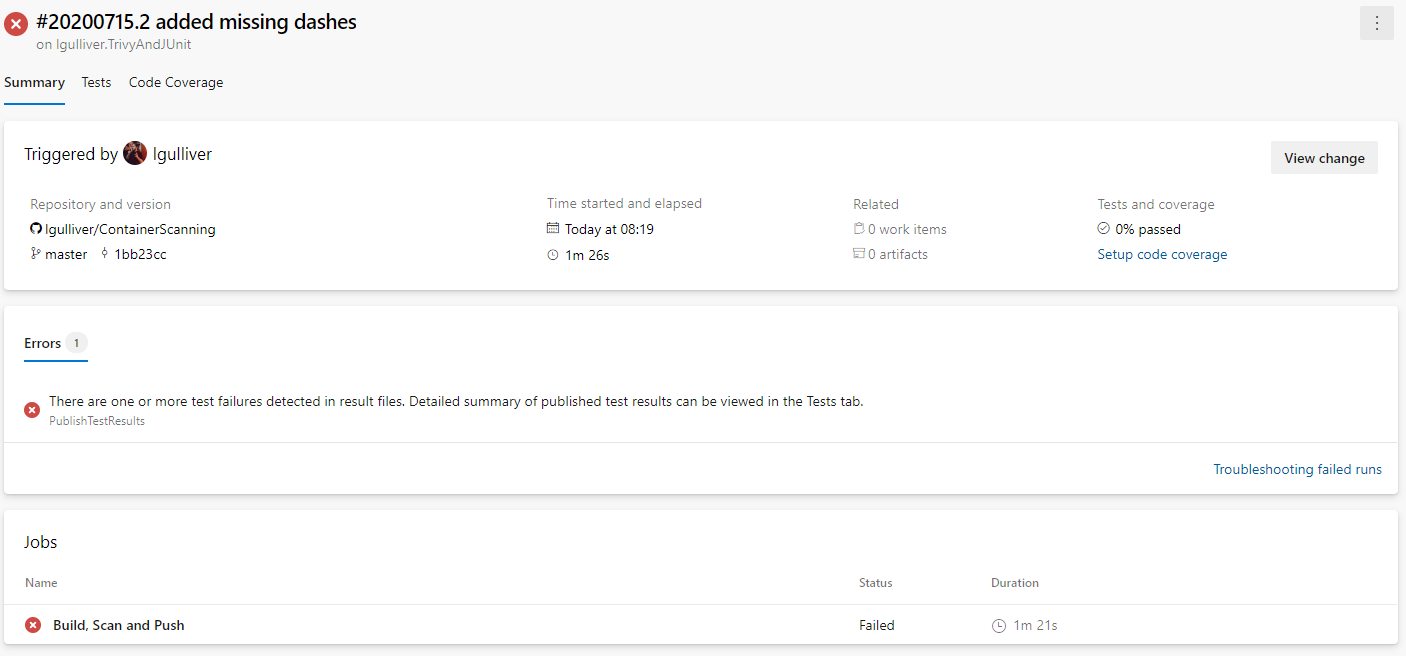 #20200715.2 added missing dashes
on lgulliver.TrivyAndJUnit
Summary Tests Code Coverage
Triggered by lgulliver
View change
Repository and version
lgulliver/ContainerScanning
master 1bb23cc
Time started and elapsed
Today at 08:19
1m 26s
Related
0 work items
0 artifacts
Tests and coverage
0% passed
Setup code coverage
Errors 1
There are one or more test failures detected in result files. Detailed summary of published test results can be viewed in the Tests tab.
PublishTestResults
Troubleshooting failed runs
Jobs
Name Status Duration
Build, Scan and Push Failed 1m 21s